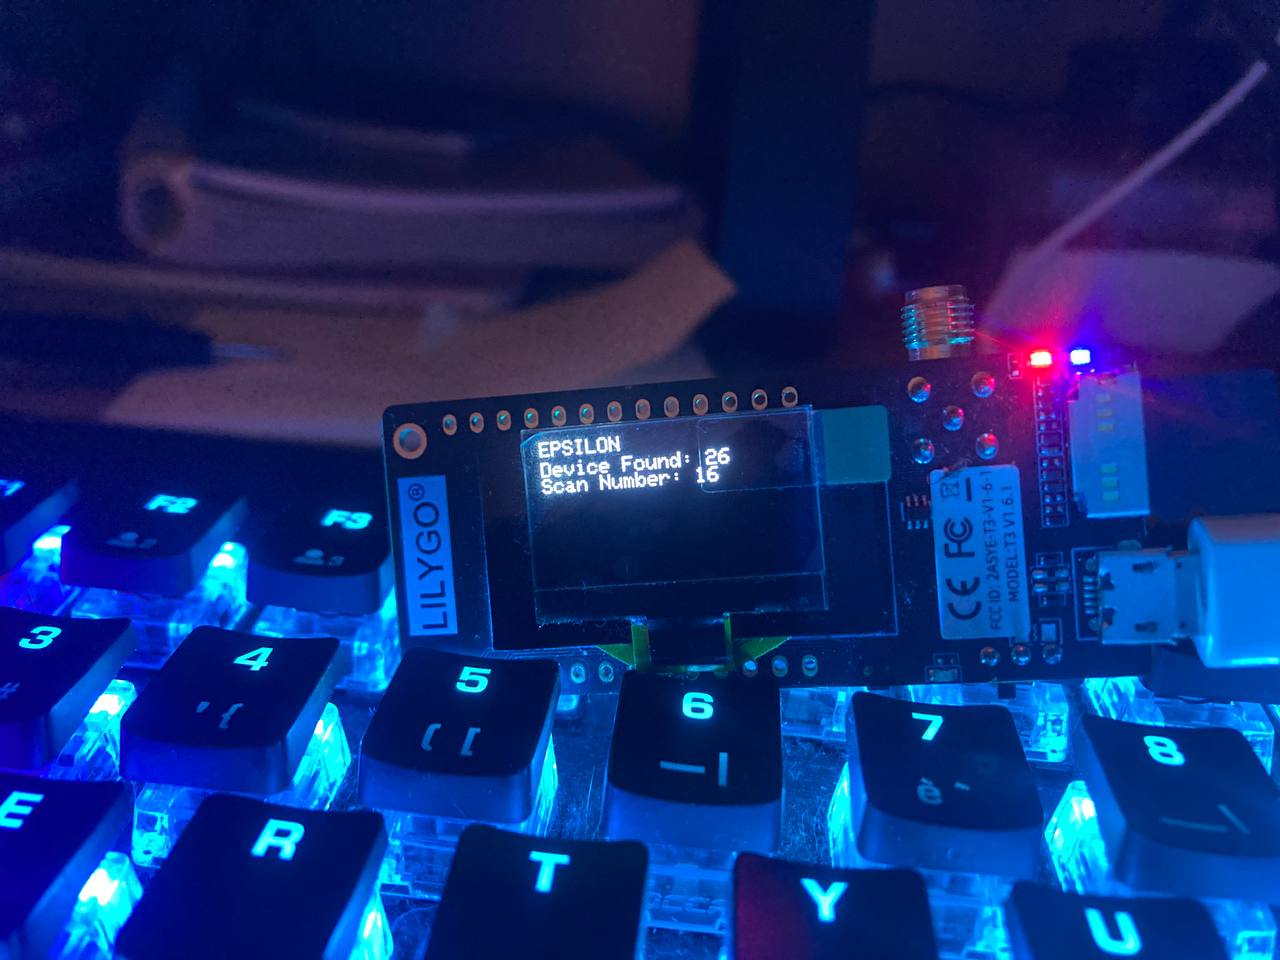 EPSILON
Device Found: 26
Scan Number: 16
LILYGO®
CE FC
FCC ID: 2ASYE-T3-V1-6-1
MODEL:T3 V1.6.1
F2
F3
3 #
4 ' {
5 ( [
6 - |
7 è `
8 _ \
E
R
T
Y
U